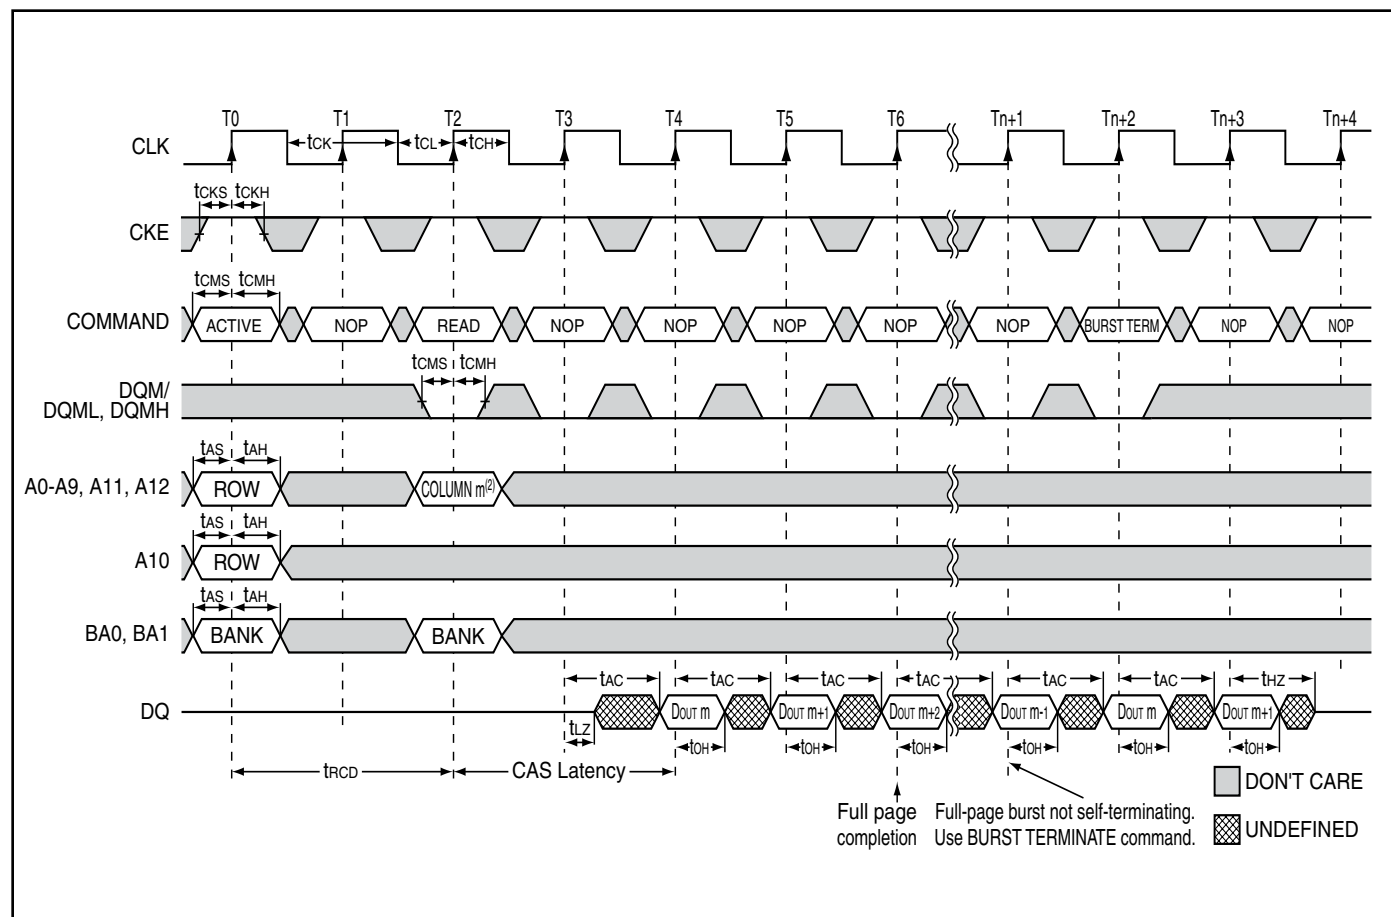 T0 T1 T2 T3 T4 T5 T6 Tn+1 Tn+2 Tn+3 Tn+4
CLK tCK tCL tCH
tCKS tCKH
CKE
tCMS tCMH
COMMAND ACTIVE NOP READ NOP NOP NOP NOP NOP BURST TERM NOP NOP
tCMS tCMH
DQM/
DQML, DQMH
tAS tAH
A0-A9, A11, A12 ROW COLUMN m(2)
tAS tAH
A10 ROW
tAS tAH
BA0, BA1 BANK BANK
tAC tAC tAC tAC tAC tAC tHZ
DQ DOUT m DOUT m+1 DOUT m+2 DOUT m-1 DOUT m DOUT m+1
tLZ tOH tOH tOH tOH tOH tOH
tRCD CAS Latency
DON'T CARE
Full page Full-page burst not self-terminating.
completion Use BURST TERMINATE command.
UNDEFINED